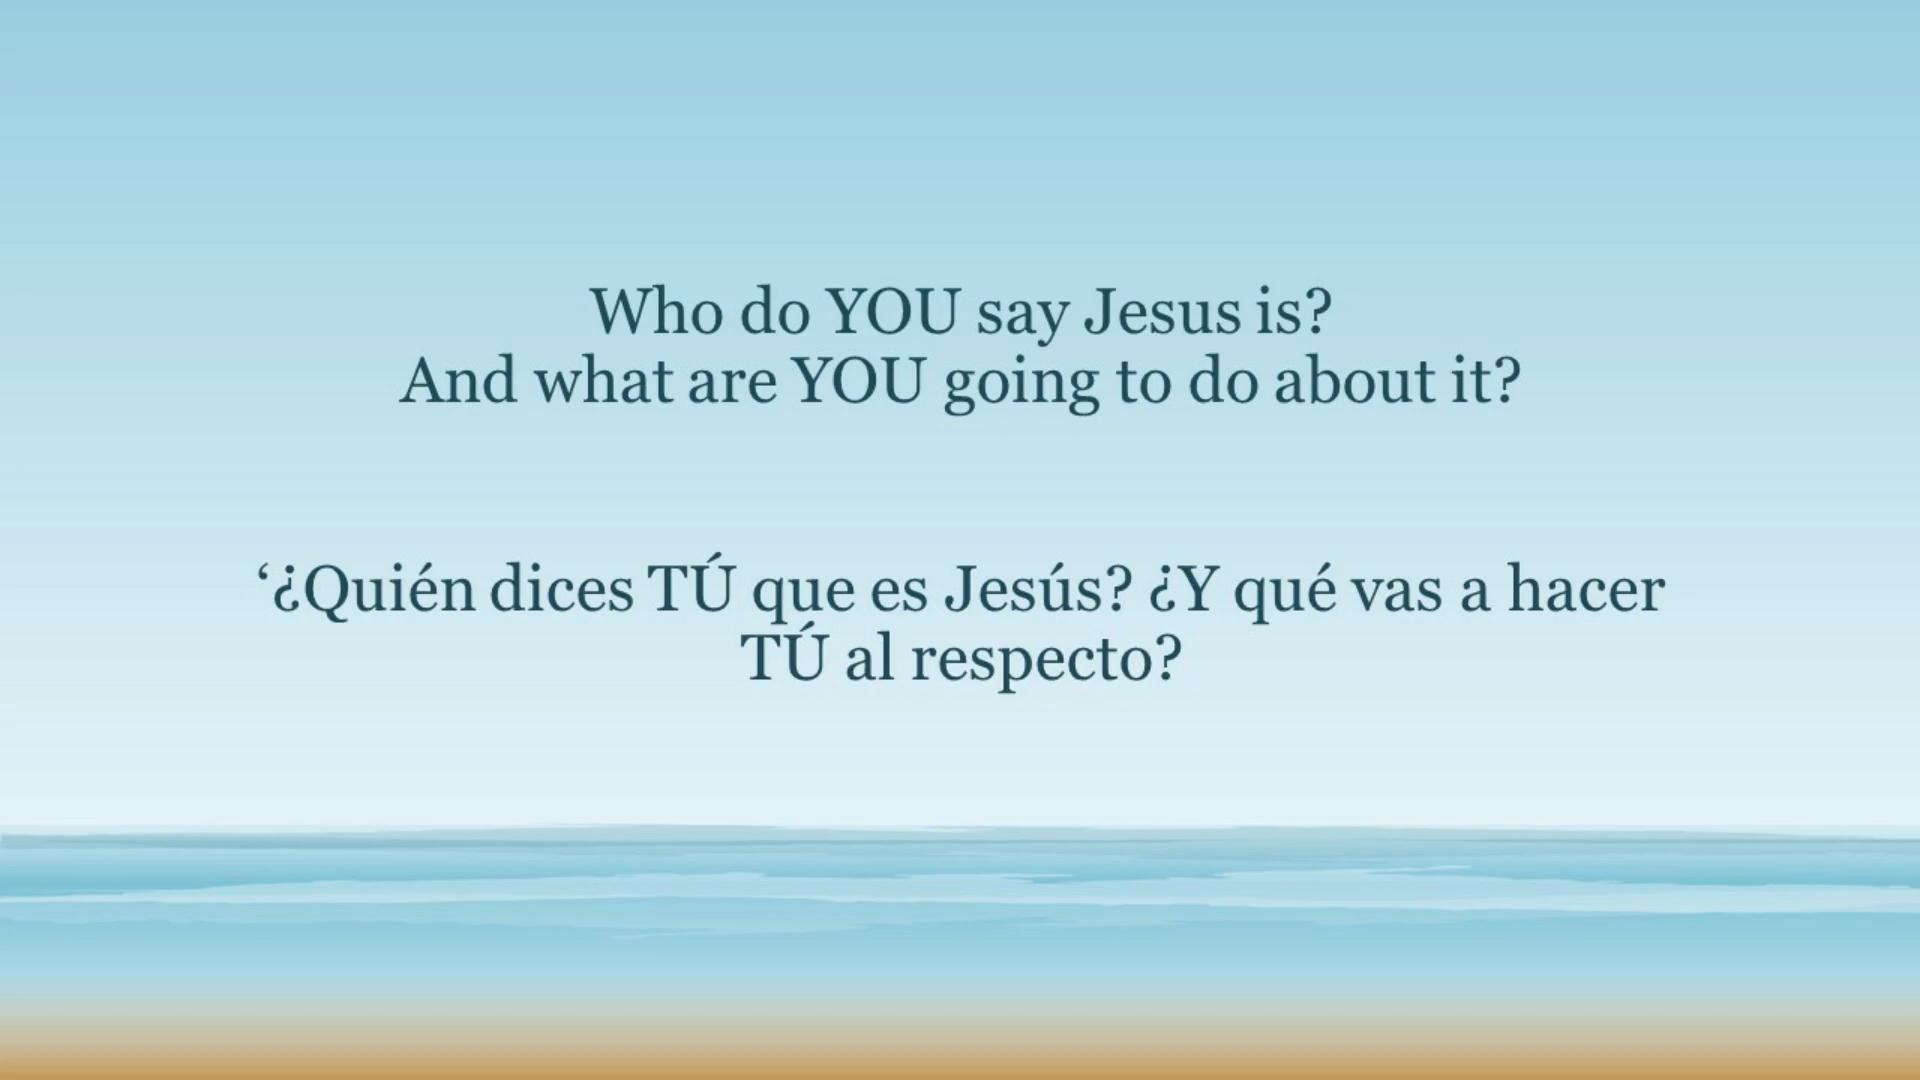 Who do YOU say Jesus is?
And what are YOU going to do about it?
‘¿Quién dices TÚ que es Jesús? ¿Y qué vas a hacer
TÚ al respecto?